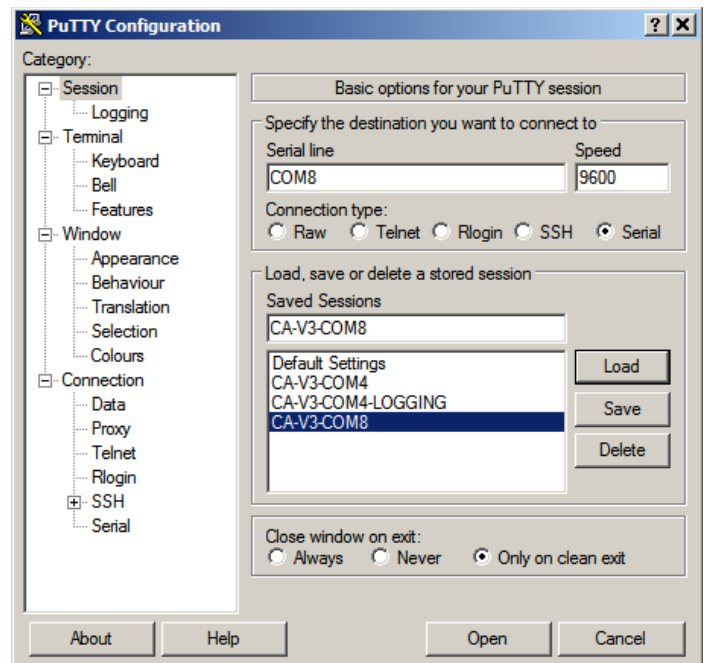 PuTTY Configuration
Category:
Session
Logging
Terminal
Keyboard
Bell
Features
Window
Appearance
Behaviour
Translation
Selection
Colours
Connection
Data
Proxy
Telnet
Rlogin
SSH
Serial
Basic options for your PuTTY session
Specify the destination you want to connect to
Serial line Speed
COM8 9600
Connection type:
Raw Telnet Rlogin SSH Serial
Load, save or delete a stored session
Saved Sessions
CA-V3-COM8
Default Settings
CA-V3-COM4
CA-V3-COM4-LOGGING
CA-V3-COM8
Load
Save
Delete
Close window on exit:
Always Never Only on clean exit
About Help Open Cancel